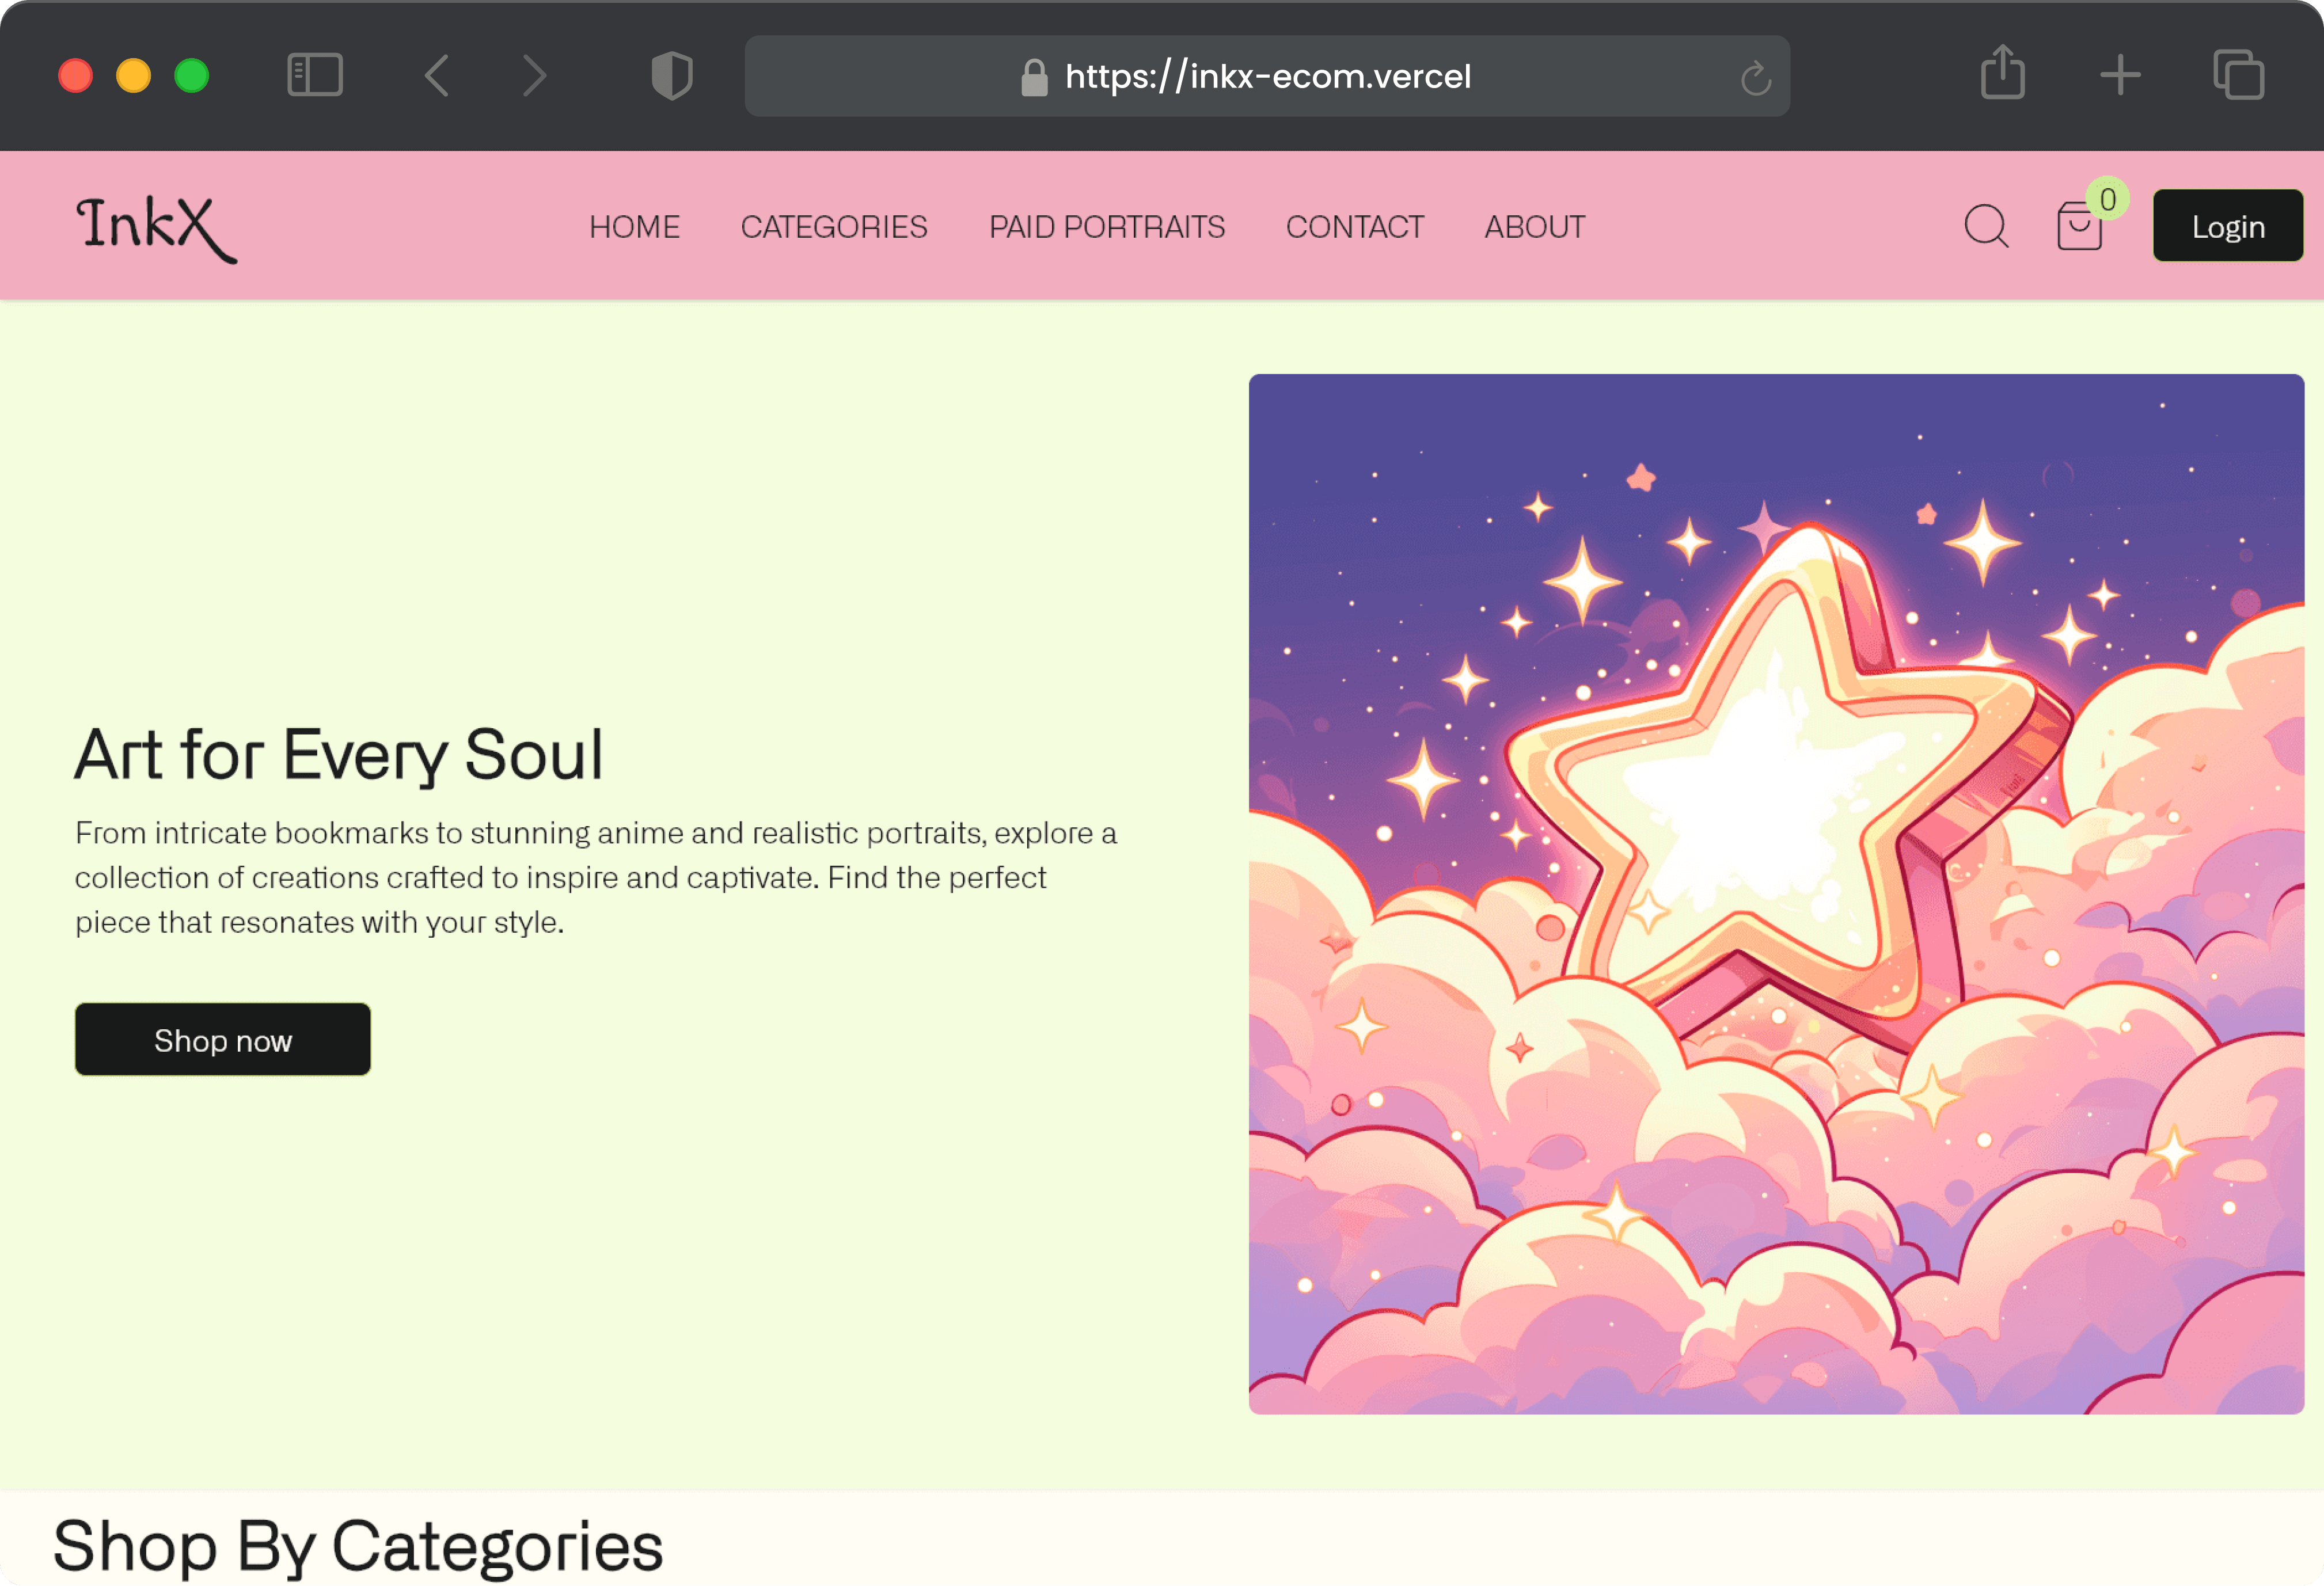 https://inkx-ecom.vercel
InkX
HOME CATEGORIES PAID PORTRAITS CONTACT ABOUT
0
Login
Art for Every Soul
From intricate bookmarks to stunning anime and realistic portraits, explore a
collection of creations crafted to inspire and captivate. Find the perfect
piece that resonates with your style.
Shop now
Shop By Categories